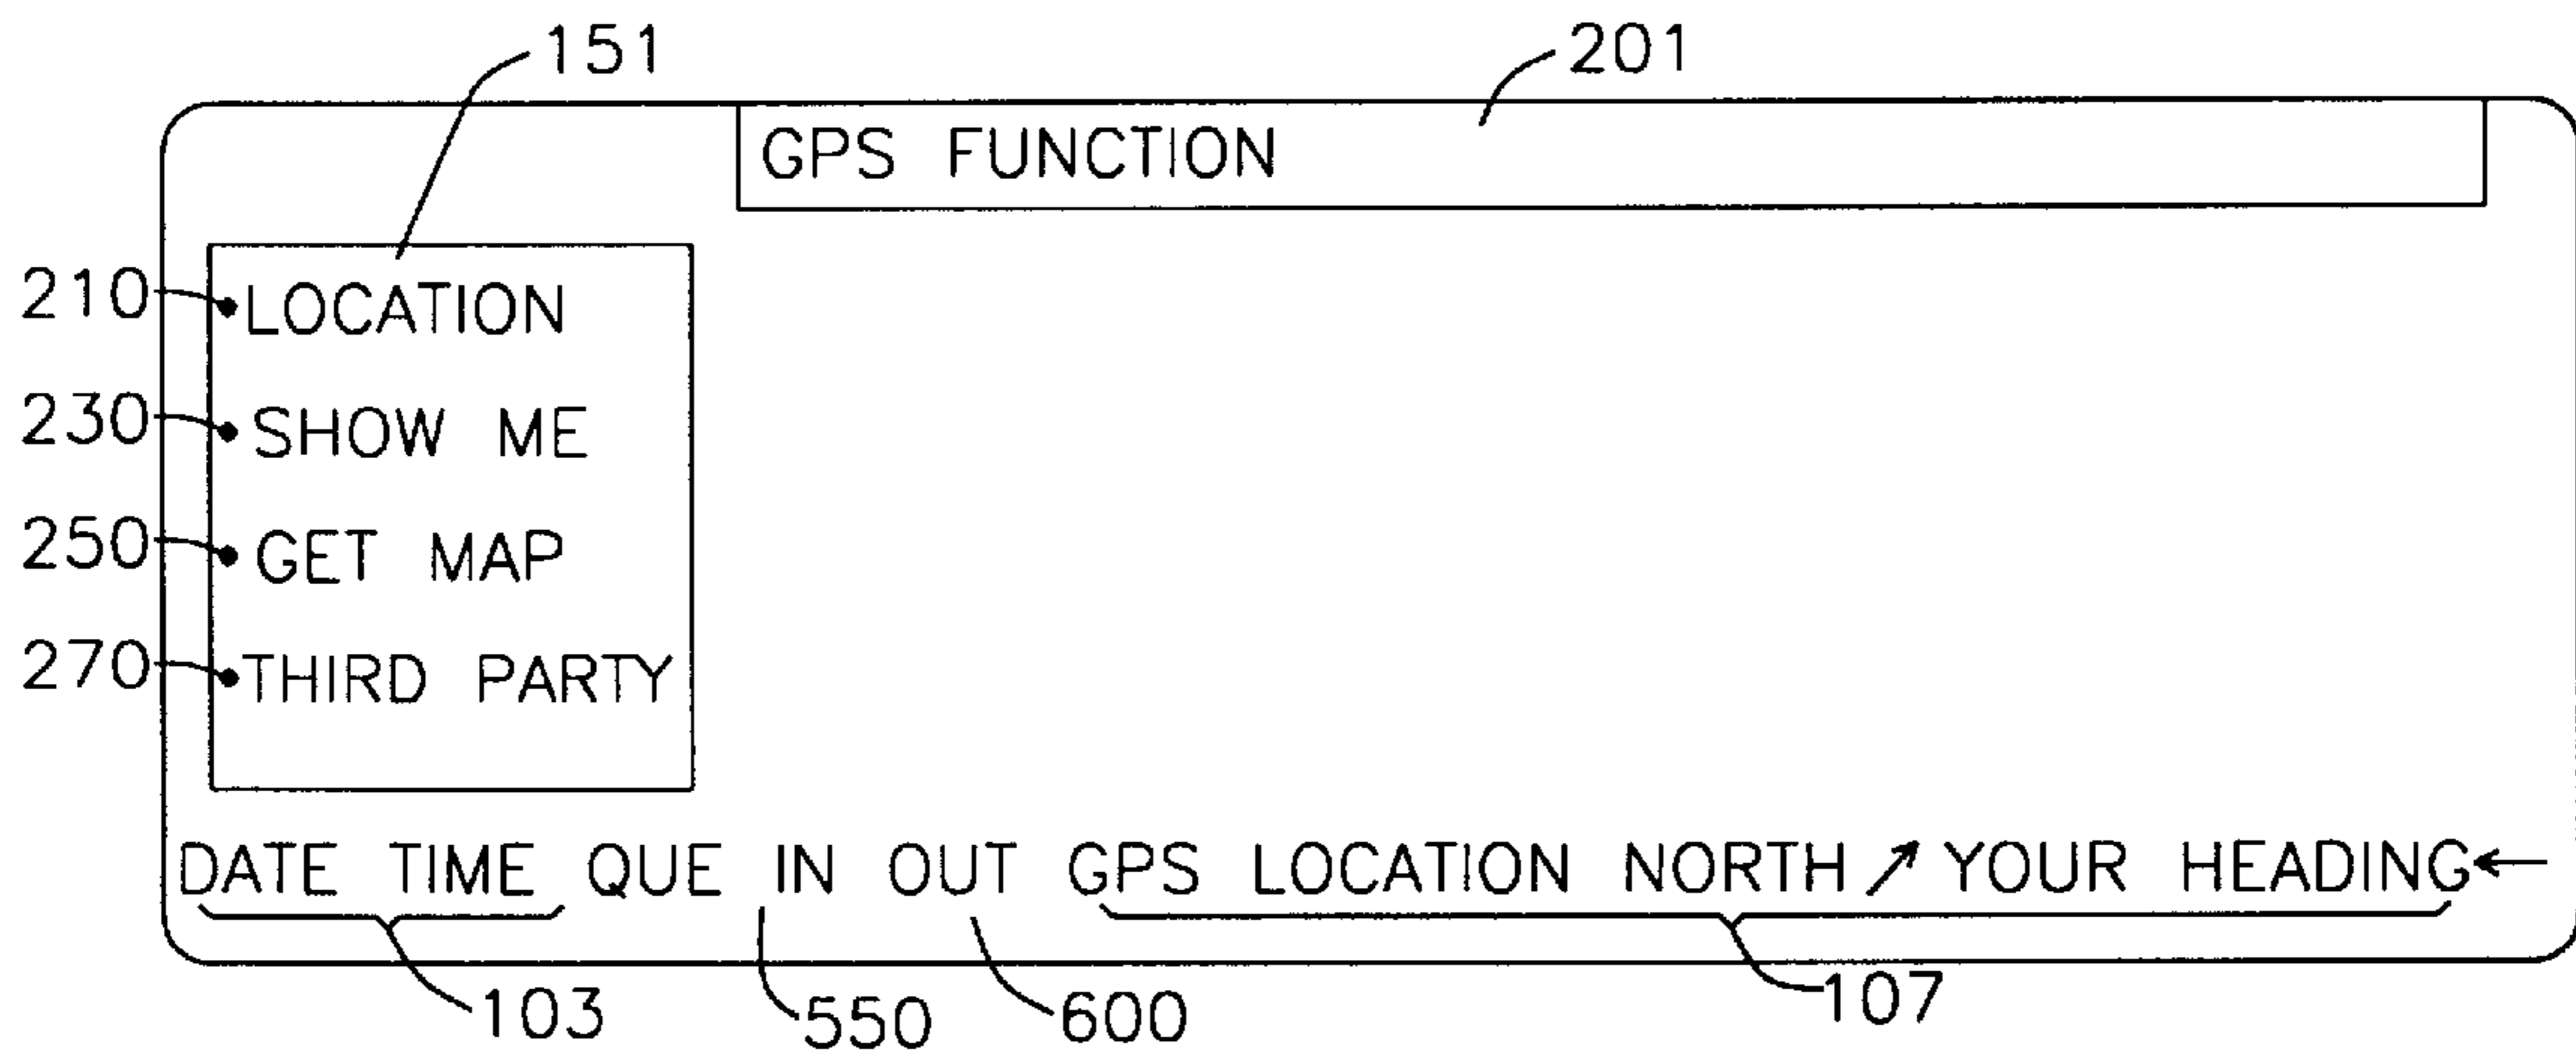 151 201
GPS FUNCTION
210 LOCATION
230 SHOW ME
250 GET MAP
270 THIRD PARTY
DATE TIME QUE IN OUT GPS LOCATION NORTH ↗ YOUR HEADING ←
103 550 600 107